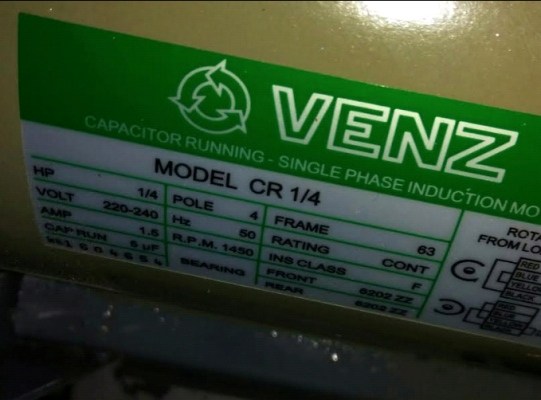 VENZ
CAPACITOR RUNNING - SINGLE PHASE INDUCTION MO
MODEL CR 1/4
HP 1/4 POLE 4 FRAME 63
VOLT 220-240 Hz 50 RATING CONT
AMP 1.5 R.P.M. 1450 INS CLASS F
CAP RUN 6 uF BEARING FRONT 6202 ZZ
REAR 6202 ZZ
ROTA
FROM LO
RED
BLUE
YELL
BLACK
RED